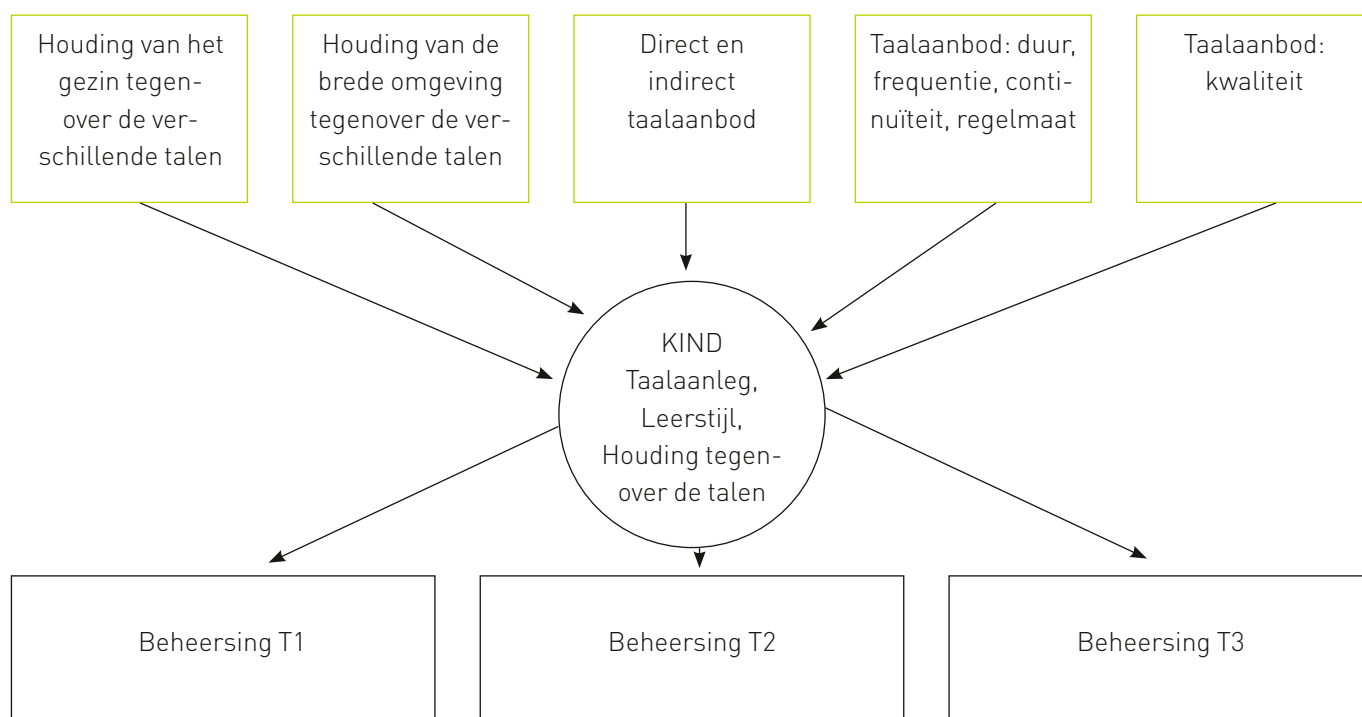 Houding van het
gezin tegen-
over de ver-
schillende talen
Houding van de
brede omgeving
tegenover de ver-
schillende talen
Direct en
indirect
taalaanbod
Taalaanbod: duur,
frequentie, conti-
nuïteit, regelmaat
Taalaanbod:
kwaliteit
KIND
Taalaanleg,
Leerstijl,
Houding tegen-
over de talen
Beheersing T1
Beheersing T2
Beheersing T3